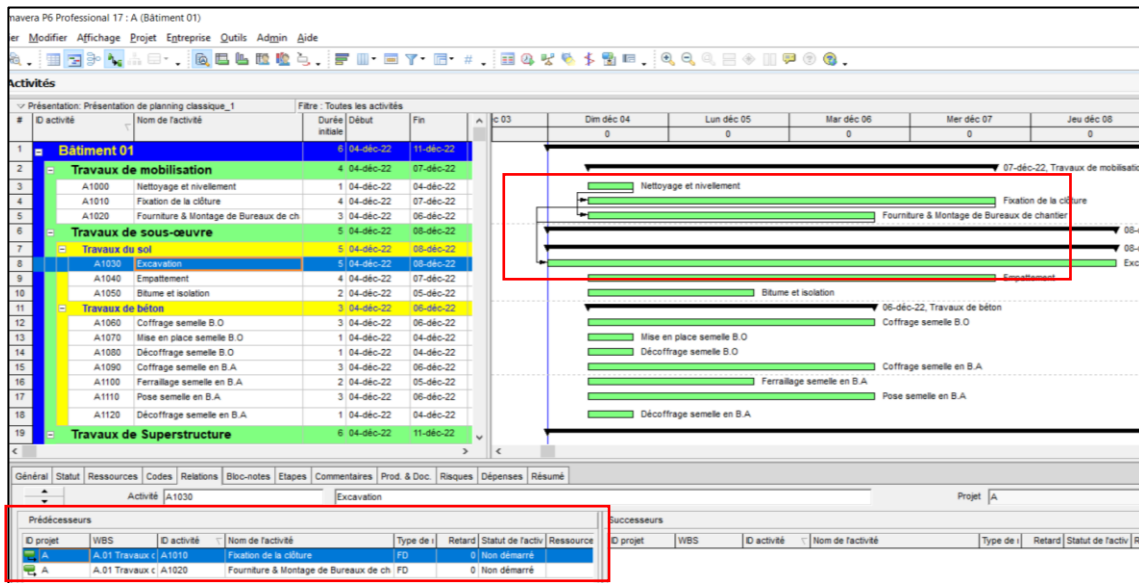 mavera P6 Professional 17 : A (Bâtiment 01)
er Modifier Affichage Projet Entreprise Outils Admin Aide
Activités
Présentation: Présentation de planning classique_1 Filtre : Toutes les activités
# ID activité Nom de l'activité Durée initiale Début Fin c 03 Dim déc 04 Lun déc 05 Mar déc 06 Mer déc 07 Jeu déc 08
0 0 0 0 0
1 Bâtiment 01 6 04-déc-22 11-déc-22
2 Travaux de mobilisation 4 04-déc-22 07-déc-22 07-déc-22, Travaux de mobilisatio
3 A1000 Nettoyage et nivellement 1 04-déc-22 04-déc-22 Nettoyage et nivellement
4 A1010 Fixation de la clôture 4 04-déc-22 07-déc-22 Fixation de la clôture
5 A1020 Fourniture & Montage de Bureaux de ch 3 04-déc-22 06-déc-22 Fourniture & Montage de Bureaux de chantier
6 Travaux de sous-œuvre 5 04-déc-22 08-déc-22 08-
7 Travaux du sol 5 04-déc-22 08-déc-22 08-
8 A1030 Excavation 5 04-déc-22 08-déc-22 Exc
9 A1040 Empattement 4 04-déc-22 07-déc-22 Empattement
10 A1050 Bitume et isolation 2 04-déc-22 05-déc-22 Bitume et isolation
11 Travaux de béton 3 04-déc-22 06-déc-22 06-déc-22, Travaux de béton
12 A1060 Coffrage semelle B.O 3 04-déc-22 06-déc-22 Coffrage semelle B.O
13 A1070 Mise en place semelle B.O 1 04-déc-22 04-déc-22 Mise en place semelle B.O
14 A1080 Décoffrage semelle B.O 1 04-déc-22 04-déc-22 Décoffrage semelle B.O
15 A1090 Coffrage semelle en B.A 3 04-déc-22 06-déc-22 Coffrage semelle en B.A
16 A1100 Ferraillage semelle en B.A 2 04-déc-22 05-déc-22 Ferraillage semelle en B.A
17 A1110 Pose semelle en B.A 3 04-déc-22 06-déc-22 Pose semelle en B.A
18 A1120 Décoffrage semelle en B.A 1 04-déc-22 04-déc-22 Décoffrage semelle en B.A
19 Travaux de Superstructure 6 04-déc-22 11-déc-22
Général Statut Ressources Codes Relations Bloc-notes Etapes Commentaires Prod. & Doc. Risques Dépenses Résumé
Activité A1030 Excavation Projet A
Prédécesseurs Successeurs
ID projet WBS ID activité Nom de l'activité Type de r Retard Statut de l'activ Ressource ID projet WBS ID activité Nom de l'activité Type de r Retard Statut de l'activ R
A A.01 Travaux c A1010 Fixation de la clôture FD 0 Non démarré
A A.01 Travaux c A1020 Fourniture & Montage de Bureaux de ch FD 0 Non démarré